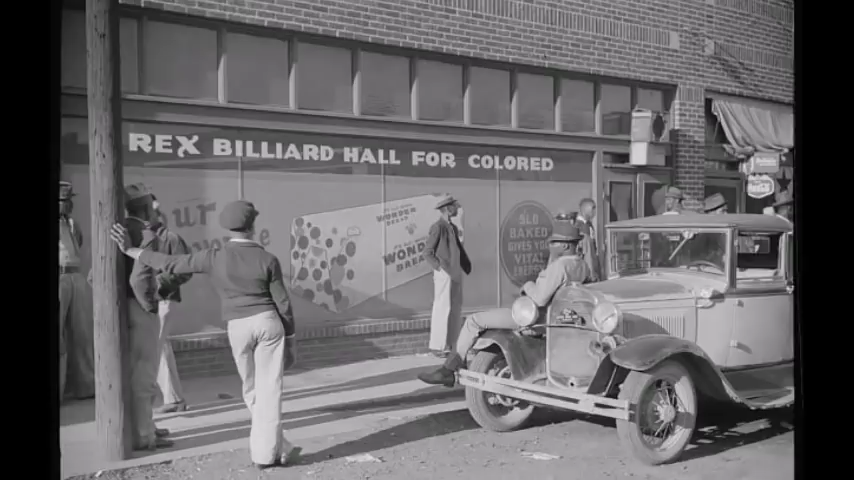 REX BILLIARD HALL FOR COLORED
WONDER
BREAD
WONDER
BREAD
SLO
BAKED
GIVES YOU
VITAL
ENERGY